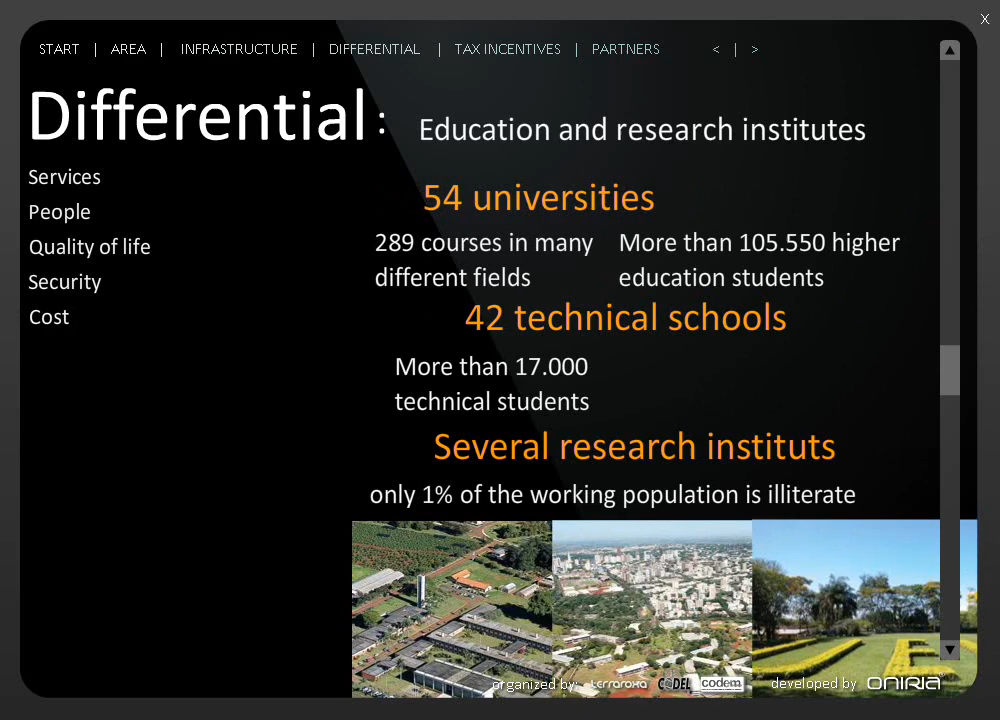 X
START | AREA | INFRASTRUCTURE | DIFFERENTIAL | TAX INCENTIVES | PARTNERS < | >
Differential :
Education and research institutes
Services
People
Quality of life
Security
Cost
54 universities
289 courses in many
different fields
More than 105.550 higher
education students
42 technical schools
More than 17.000
technical students
Several research instituts
only 1% of the working population is illiterate
organized by: terraroxa CODEL codem
developed by ONIRIA